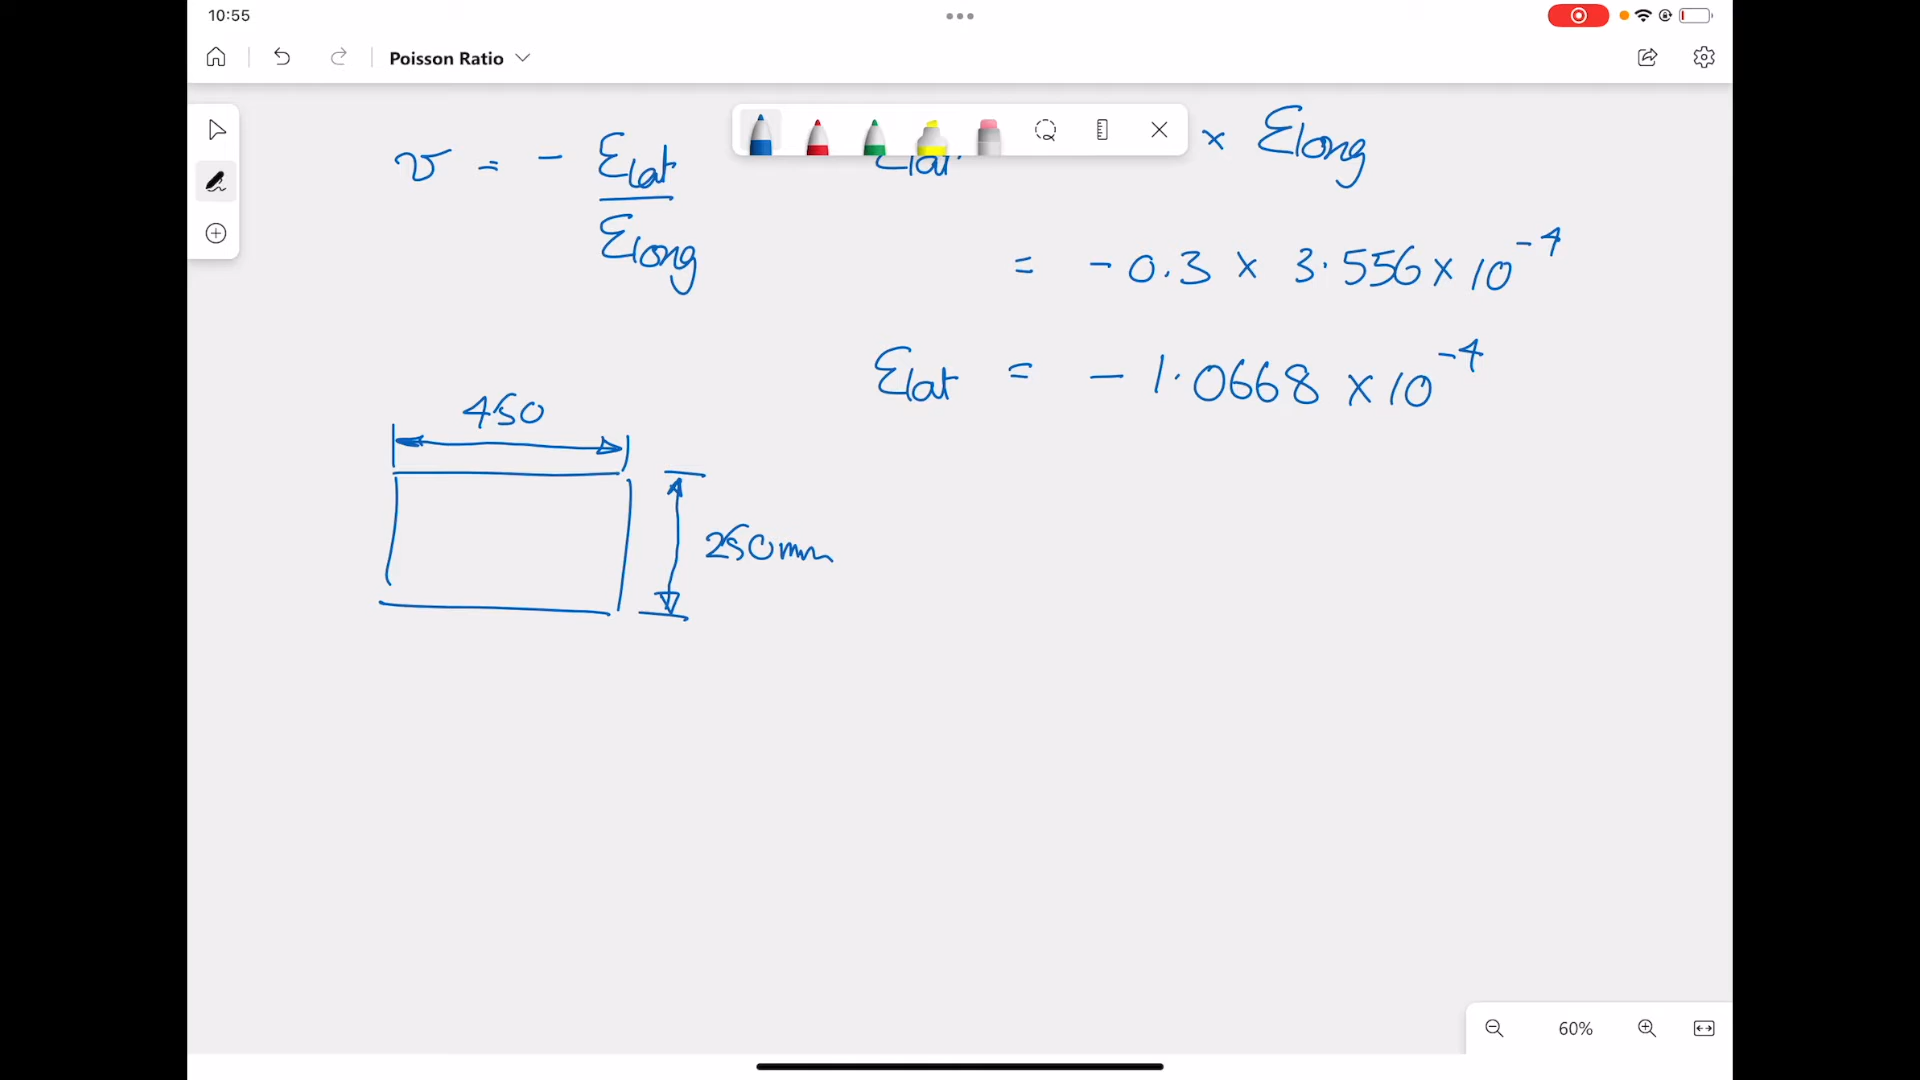 10:55
Poisson Ratio
ν = - εlat / εlong
εlat × εlong
= - 0.3 × 3.556 × 10⁻⁴
εlat = - 1.0668 × 10⁻⁴
450
250mm
60%